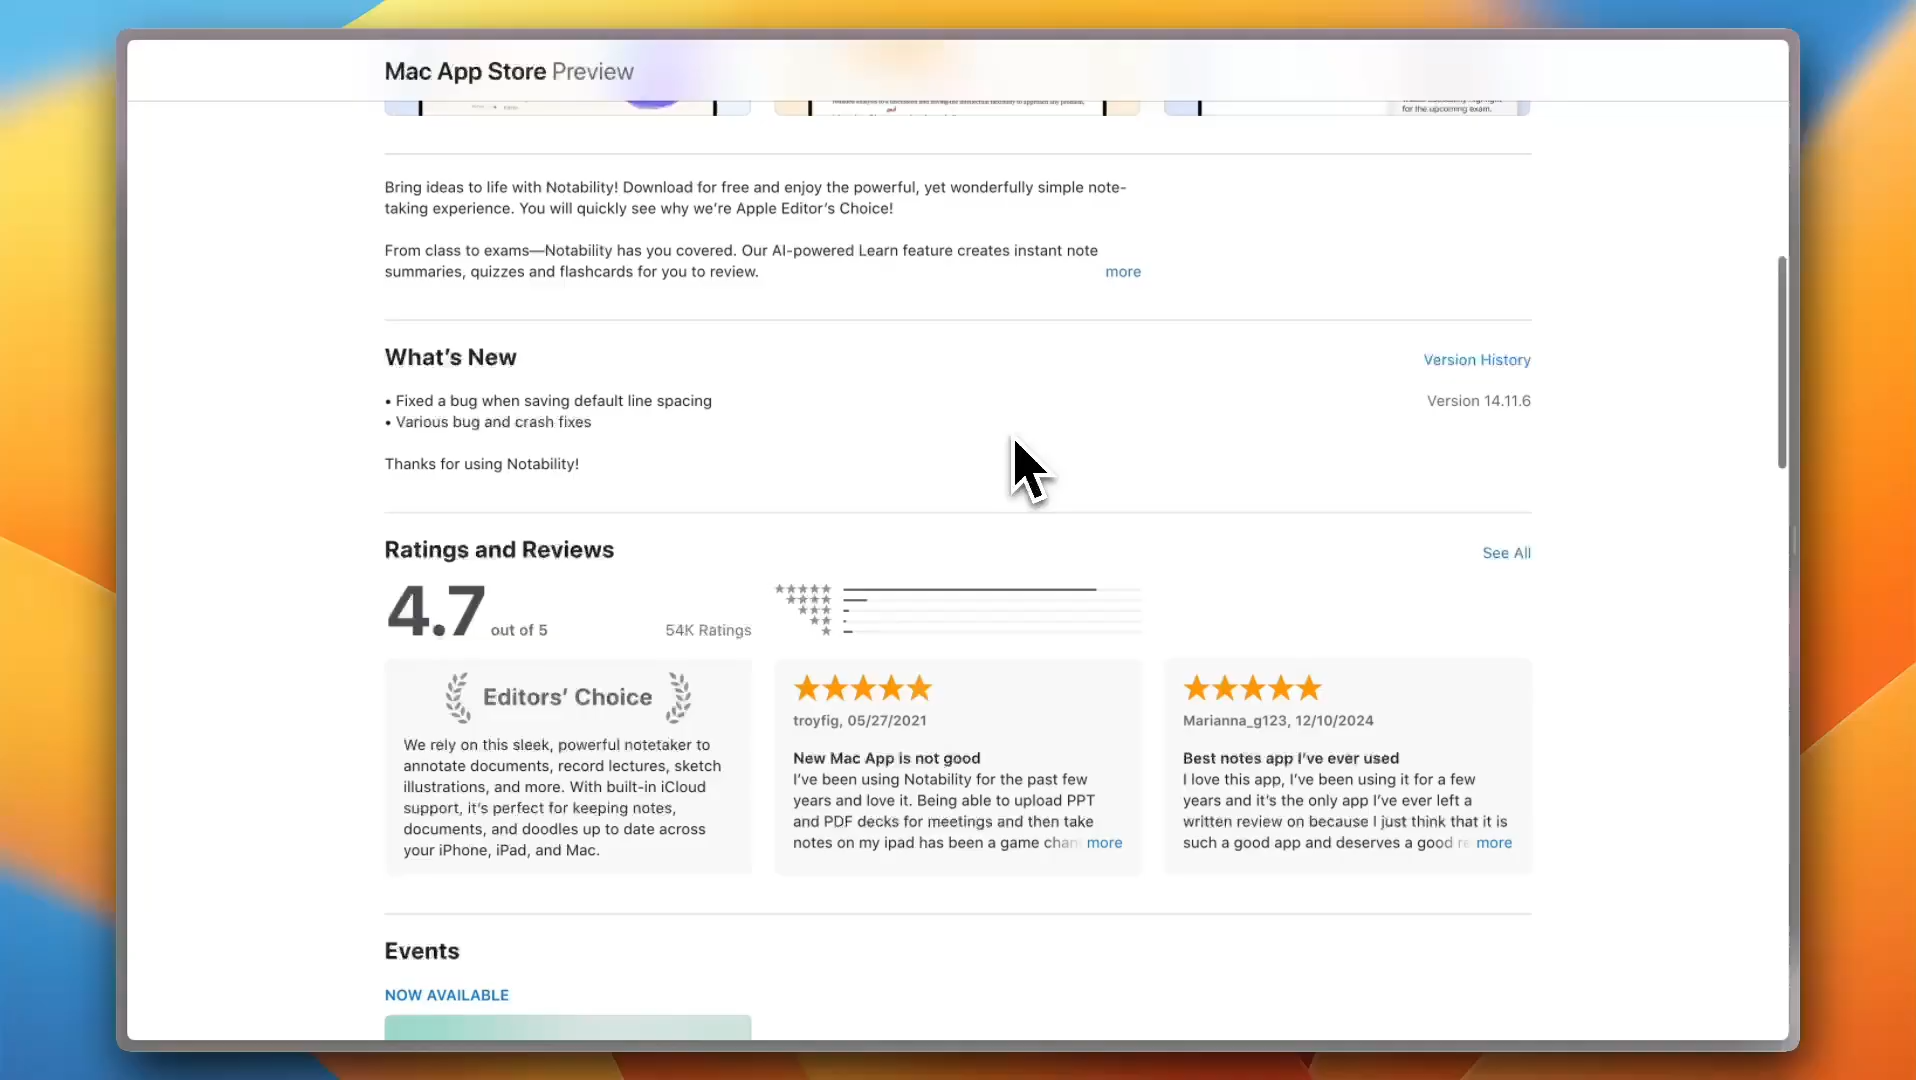 Mac App Store Preview
for the upcoming exam.
Bring ideas to life with Notability! Download for free and enjoy the powerful, yet wonderfully simple note-
taking experience. You will quickly see why we're Apple Editor's Choice!
From class to exams—Notability has you covered. Our AI-powered Learn feature creates instant note
summaries, quizzes and flashcards for you to review. more
What's New
Version History
• Fixed a bug when saving default line spacing
Version 14.11.6
• Various bug and crash fixes
Thanks for using Notability!
Ratings and Reviews
See All
4.7 out of 5
54K Ratings
Editors' Choice
We rely on this sleek, powerful notetaker to
annotate documents, record lectures, sketch
illustrations, and more. With built-in iCloud
support, it's perfect for keeping notes,
documents, and doodles up to date across
your iPhone, iPad, and Mac.
troyfig, 05/27/2021
New Mac App is not good
I've been using Notability for the past few
years and love it. Being able to upload PPT
and PDF decks for meetings and then take
notes on my ipad has been a game chan more
Marianna_g123, 12/10/2024
Best notes app I've ever used
I love this app, I've been using it for a few
years and it's the only app I've ever left a
written review on because I just think that it is
such a good app and deserves a good re more
Events
NOW AVAILABLE